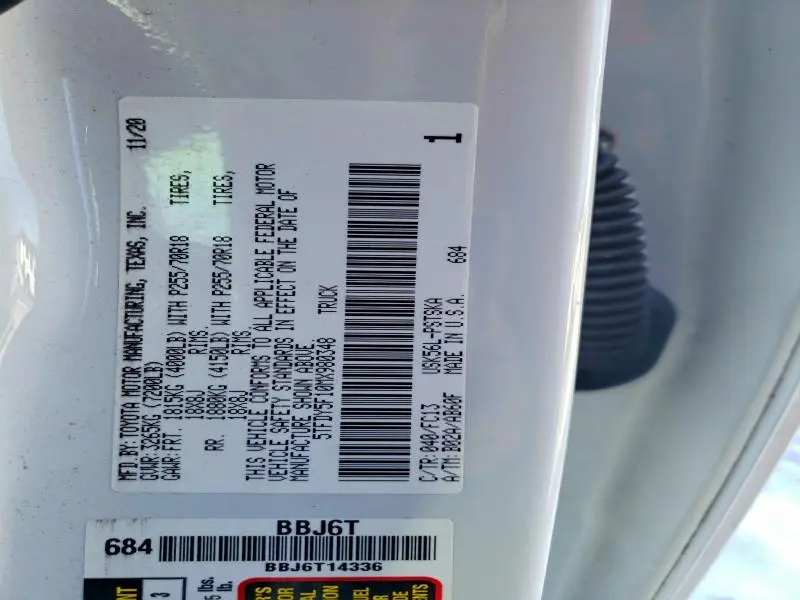 MFD.BY: TOYOTA MOTOR MANUFACTURING, TEXAS, INC. 11/20
GVWR: 3265KG (7200LB)
GAWR: FRT. 1815KG (4000LB) WITH P255/70R18 TIRES,
18X8J RIMS.
RR. 1880KG (4150LB) WITH P255/70R18 TIRES,
18X8J RIMS.
THIS VEHICLE CONFORMS TO ALL APPLICABLE FEDERAL MOTOR
VEHICLE SAFETY STANDARDS IN EFFECT ON THE DATE OF
MANUFACTURE SHOWN ABOVE.
5TFTY5F10MX980348 TRUCK
C/TR: 040/FC13 USK56L-PSTSKA
A/TM: B02A/AB60F MADE IN U.S.A. 684
1
BBJ6T
684
BBJ6T14336